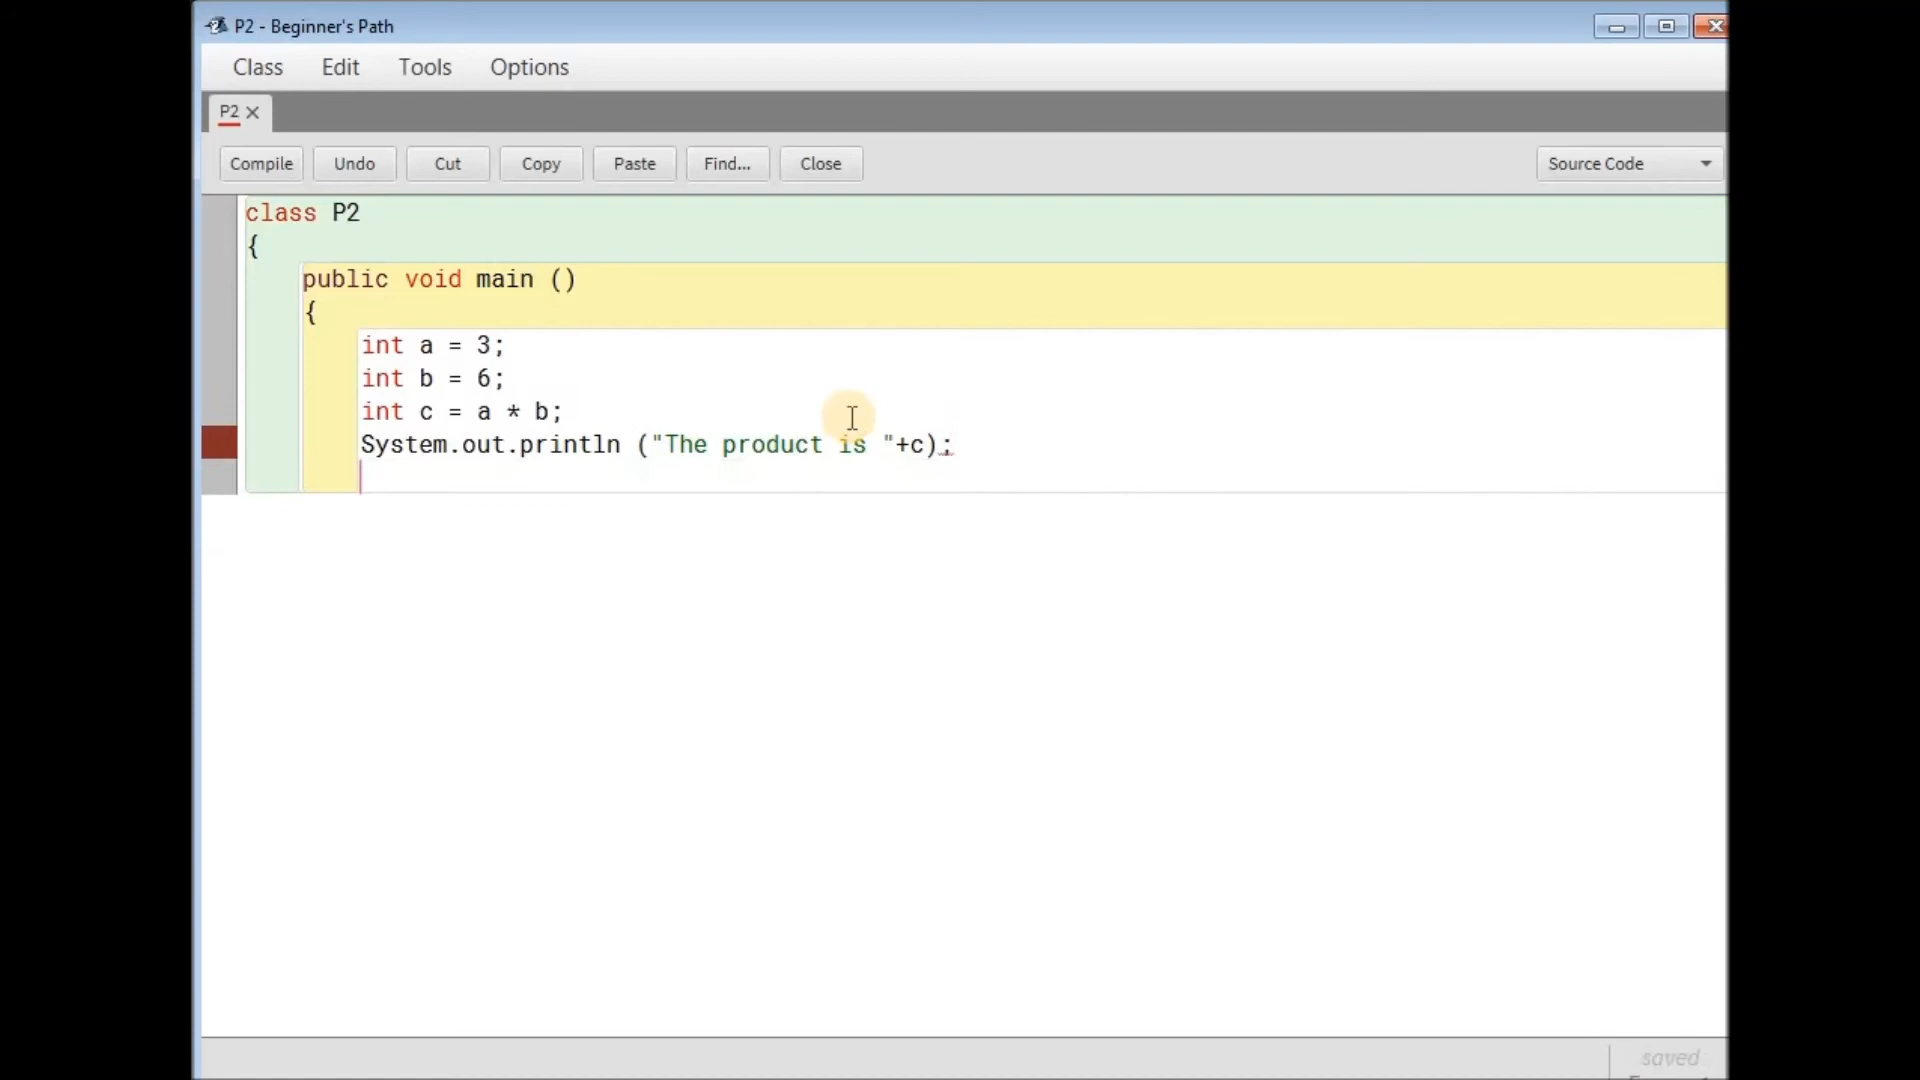 P2 - Beginner's Path
Class Edit Tools Options
P2
Compile Undo Cut Copy Paste Find... Close Source Code
class P2
{
public void main ()
{
int a = 3;
int b = 6;
int c = a * b;
System.out.println ("The product is "+c);
saved